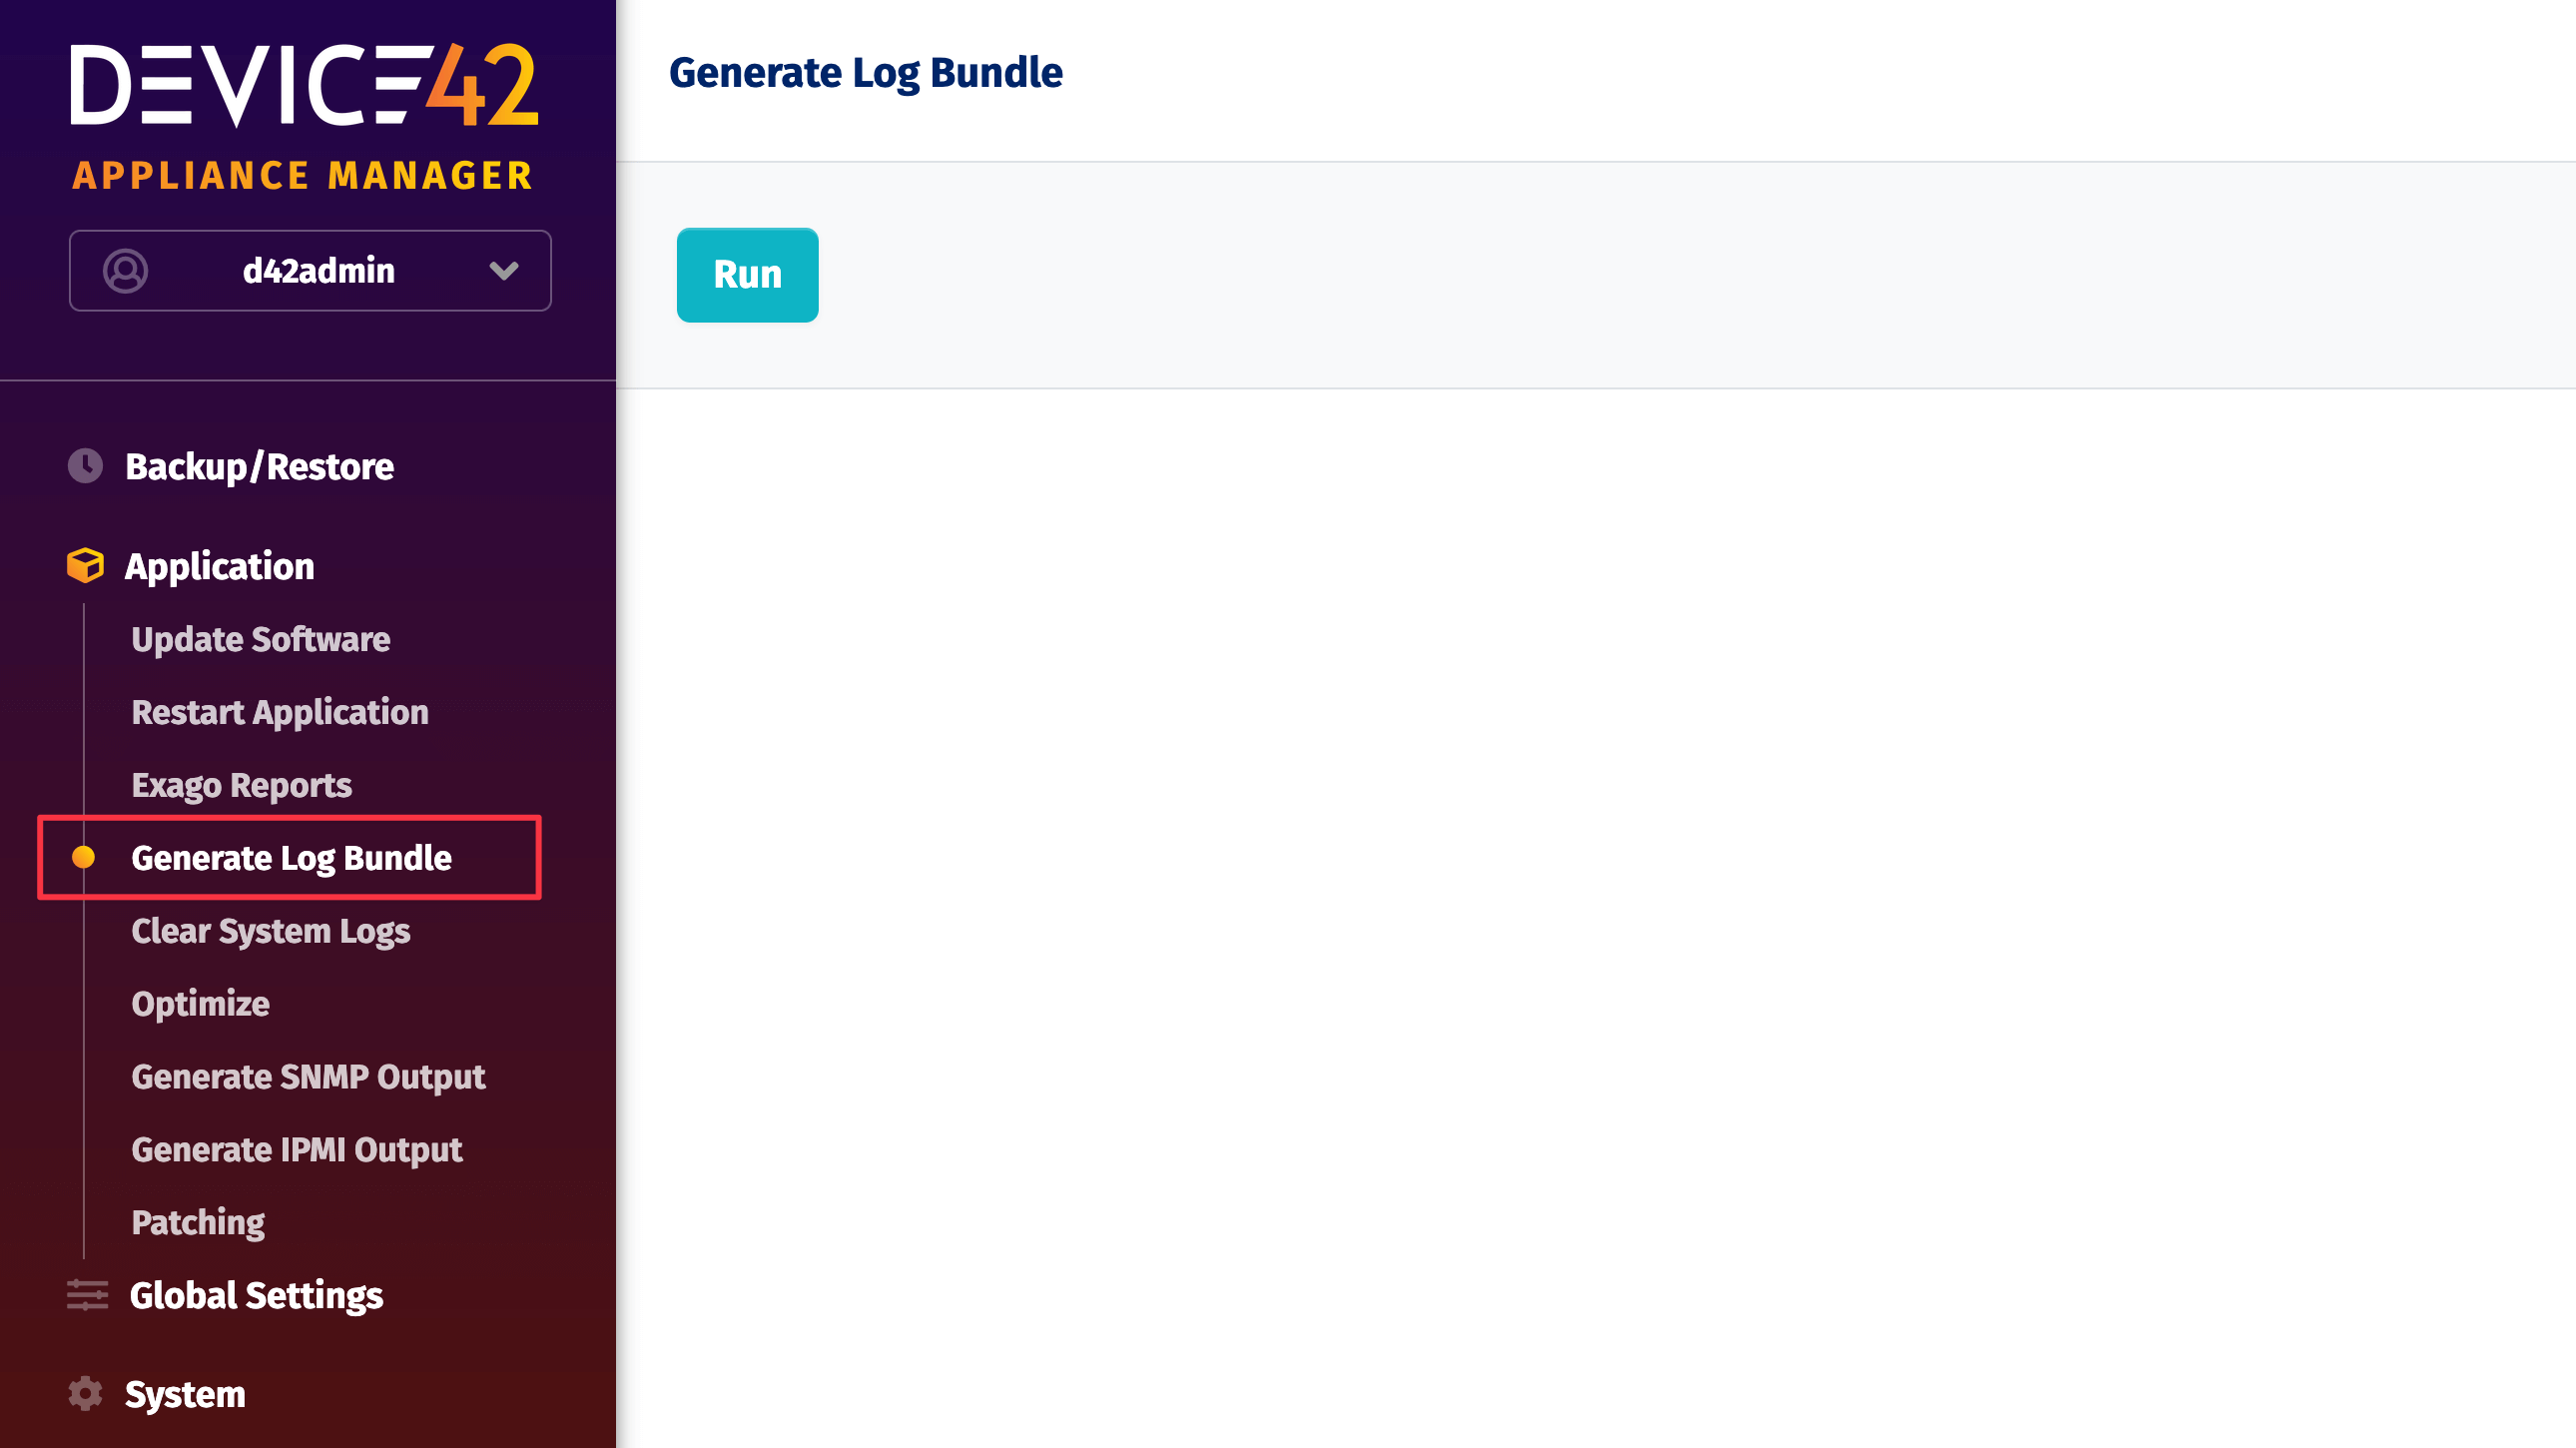 DEVICE42
APPLIANCE MANAGER
d42admin
Backup/Restore
Application
Update Software
Restart Application
Exago Reports
Generate Log Bundle
Clear System Logs
Optimize
Generate SNMP Output
Generate IPMI Output
Patching
Global Settings
System
Generate Log Bundle
Run